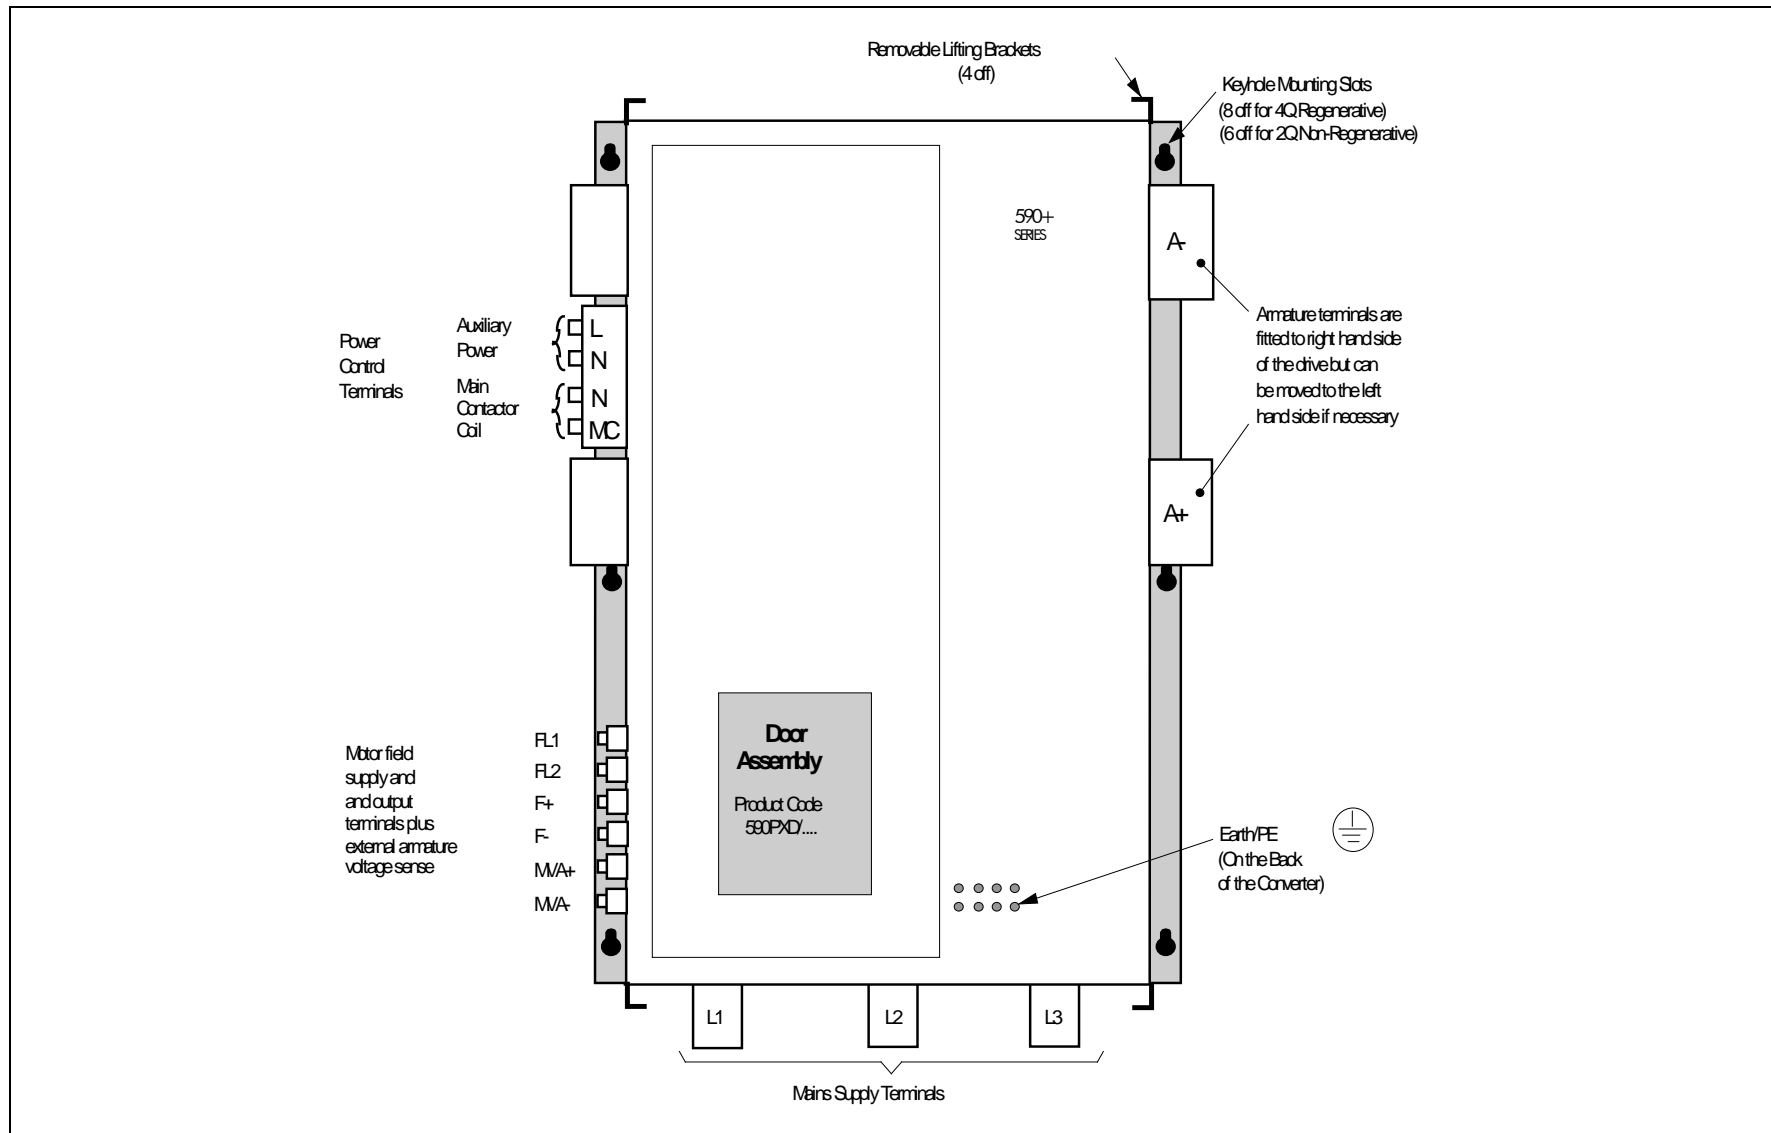 Removable Lifting Brackets
(4 off)
Keyhole Mounting Slots
(8 off for 4Q Regenerative)
(6 off for 2Q Non-Regenerative)
590+
SERIES
A-
Armature terminals are
fitted to right hand side
of the drive but can
be moved to the left
hand side if necessary
A+
Power
Control
Terminals
Auxiliary
Power
Main
Contactor
Coil
L
N
N
MC
Motor field
supply and
and output
terminals plus
external armature
voltage sense
FL1
FL2
F+
F-
MVA+
MVA-
Door
Assembly
Product Code
590PXD/....
Earth/PE
(On the Back
of the Converter)
L1
L2
L3
Mains Supply Terminals